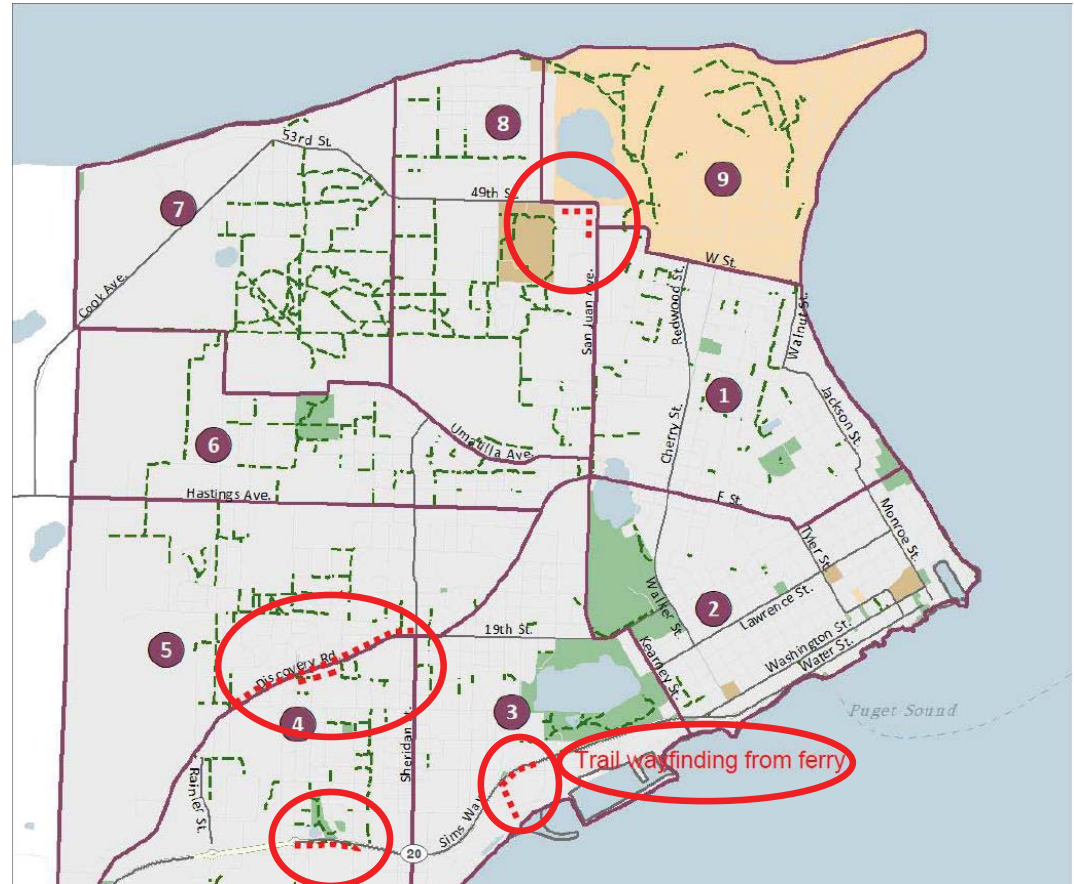 8
53rd St.
9
7
49th St.
Cook Ave.
W St.
Redwood St.
San Juan Ave.
Walnut St.
1
Jackson St.
Cherry St.
6
Umatilla Ave.
Hastings Ave.
F St.
Monroe St.
Tyler St.
2
Lawrence St.
Walker St.
19th St.
5
Discovery Rd
Kearney St.
Washington St.
Water St.
3
4
Puget Sound
Sheridan St.
Trail wayfinding from ferry
Rainier St.
Sims Way
20